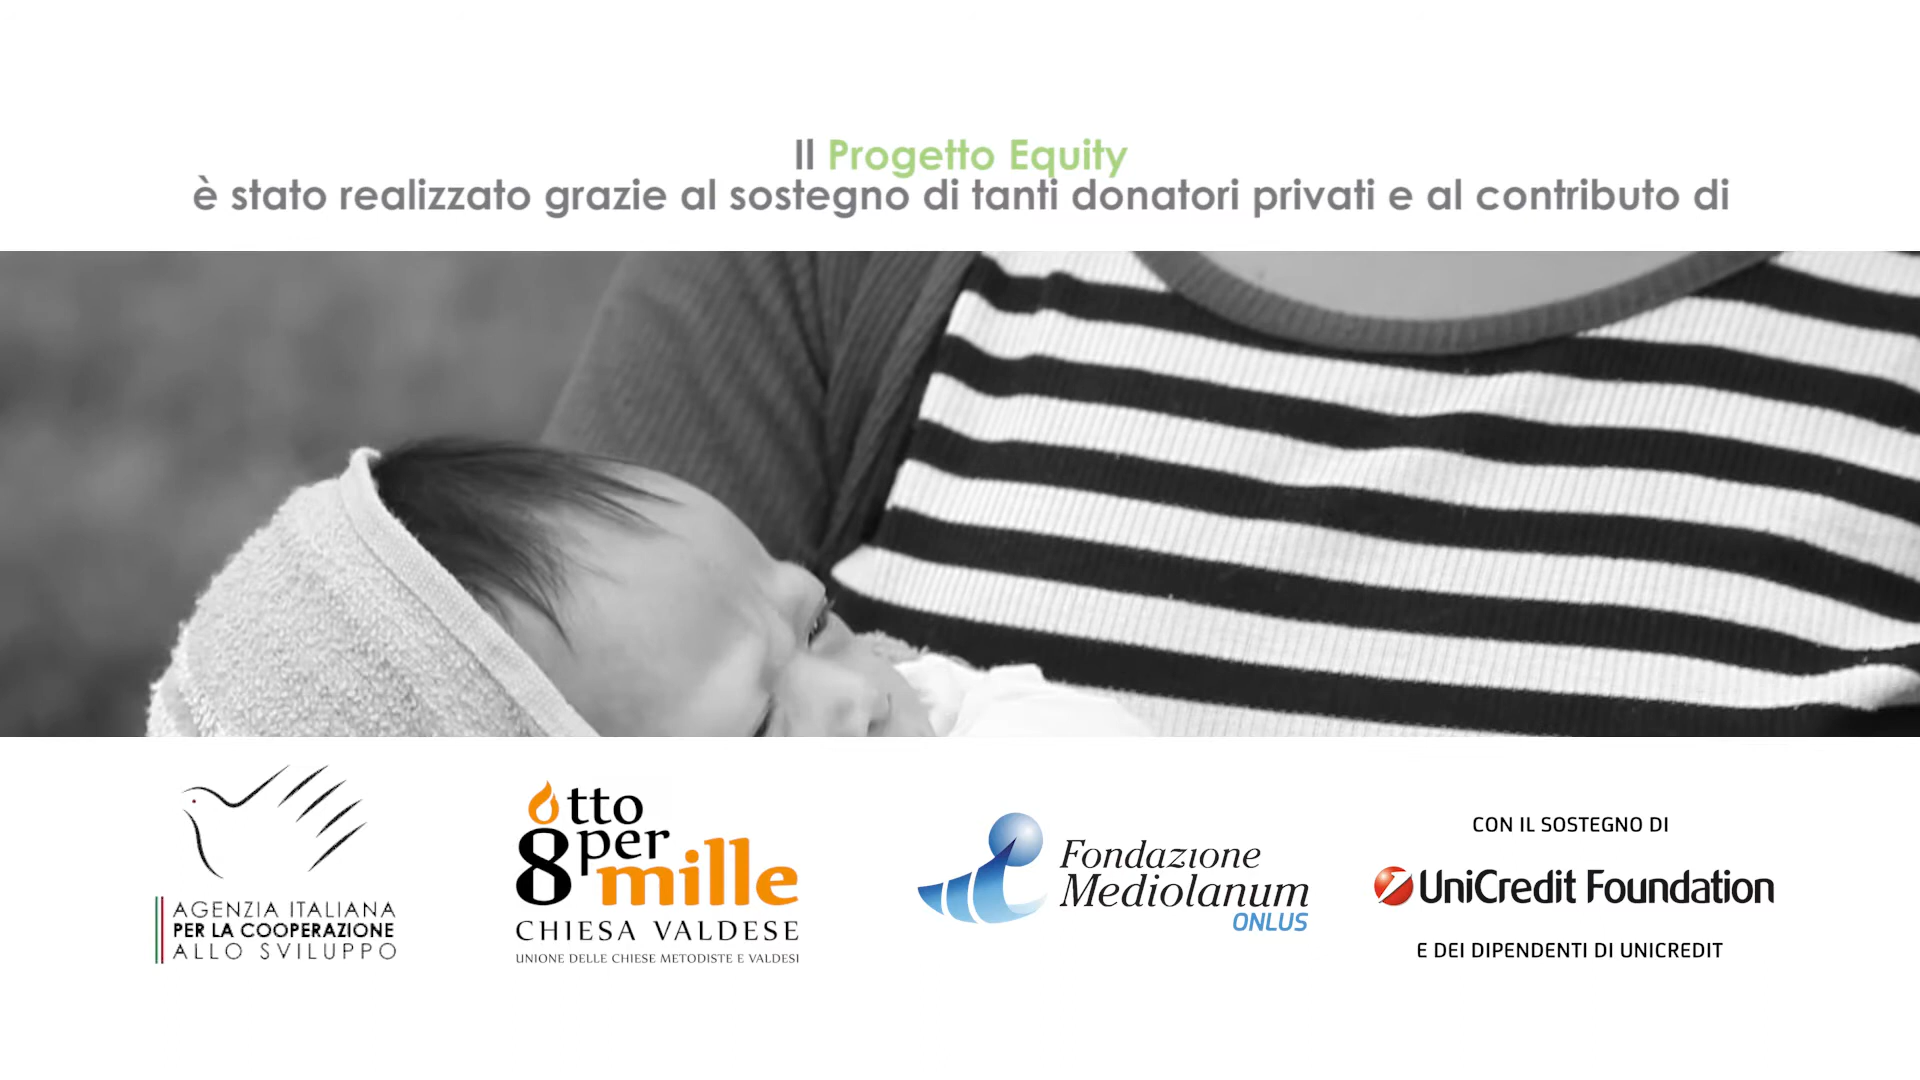 Il Progetto Equity
è stato realizzato grazie al sostegno di tanti donatori privati e al contributo di
AGENZIA ITALIANA
PER LA COOPERAZIONE
ALLO SVILUPPO
otto
8 per
mille
CHIESA VALDESE
UNIONE DELLE CHIESE METODISTE E VALDESI
Fondazione
Mediolanum
ONLUS
CON IL SOSTEGNO DI
UniCredit Foundation
E DEI DIPENDENTI DI UNICREDIT